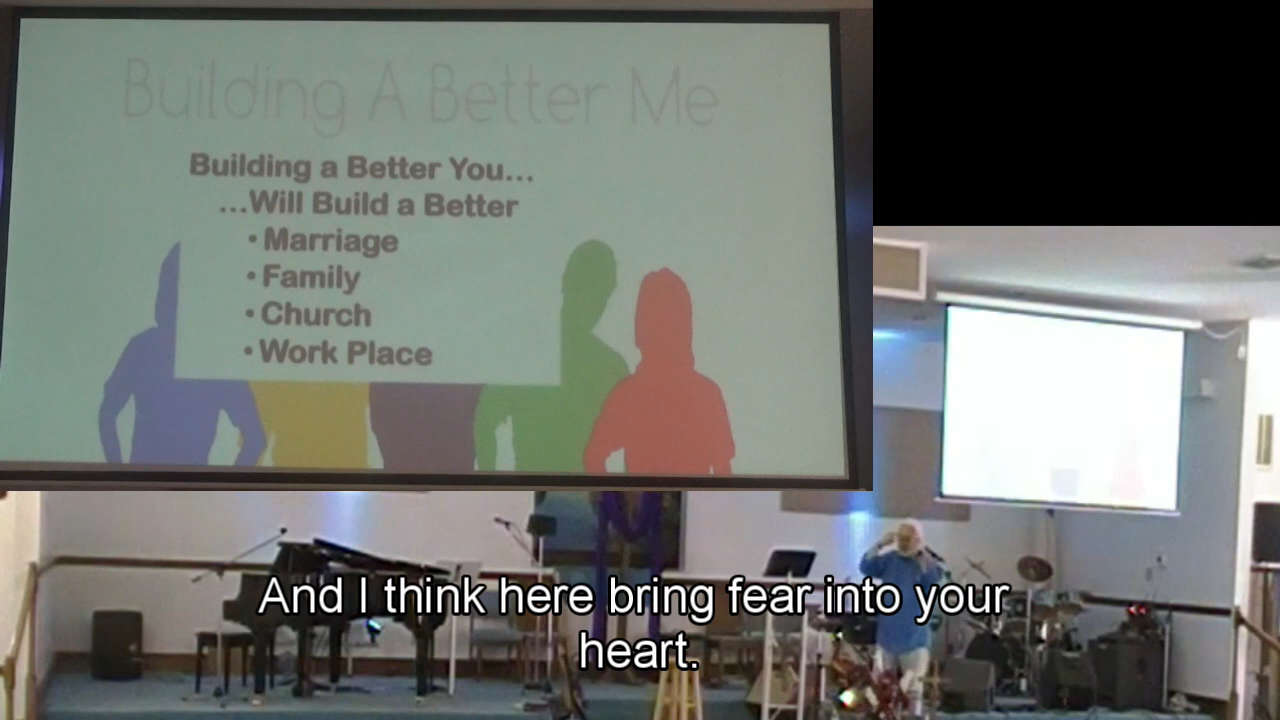 Building A Better Me
Building a Better You...
...Will Build a Better
• Marriage
• Family
• Church
• Work Place
And I think here bring fear into your
heart.